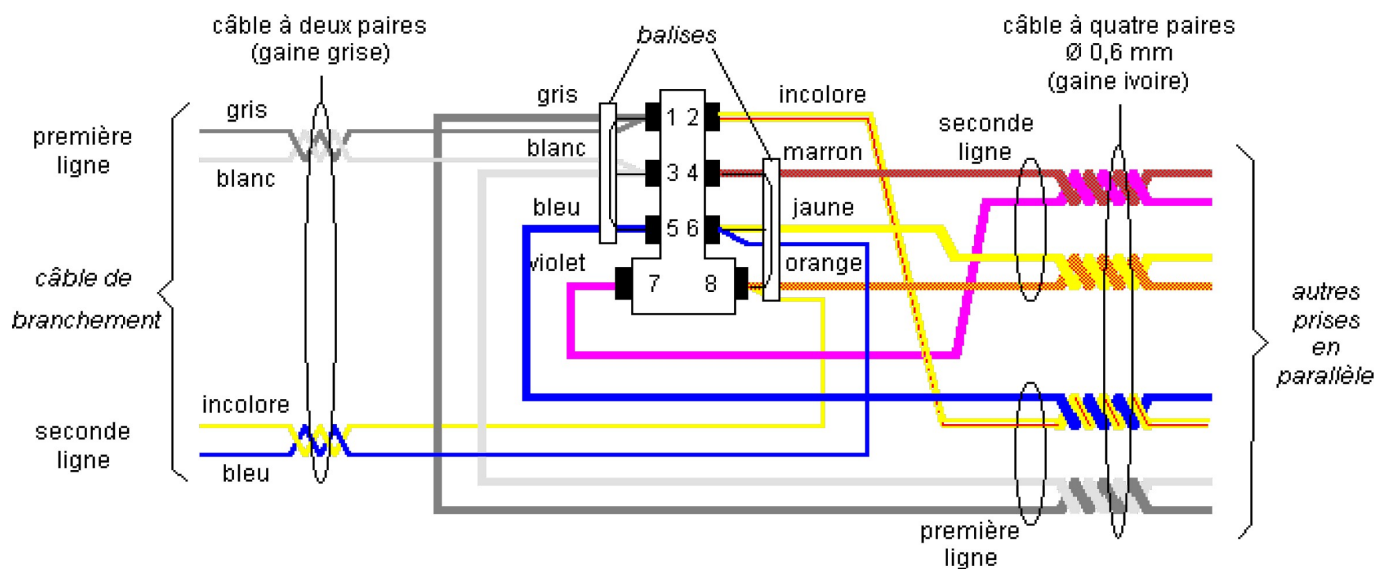 câble à deux paires
(gaine grise)
balises
câble à quatre paires
Ø 0,6 mm
(gaine ivoire)
gris
première
ligne
blanc
gris
incolore
blanc
marron
bleu
jaune
violet
orange
1 2
3 4
5 6
7 8
seconde
ligne
câble de
branchement
autres
prises
en
parallèle
incolore
seconde
ligne
bleu
première
ligne